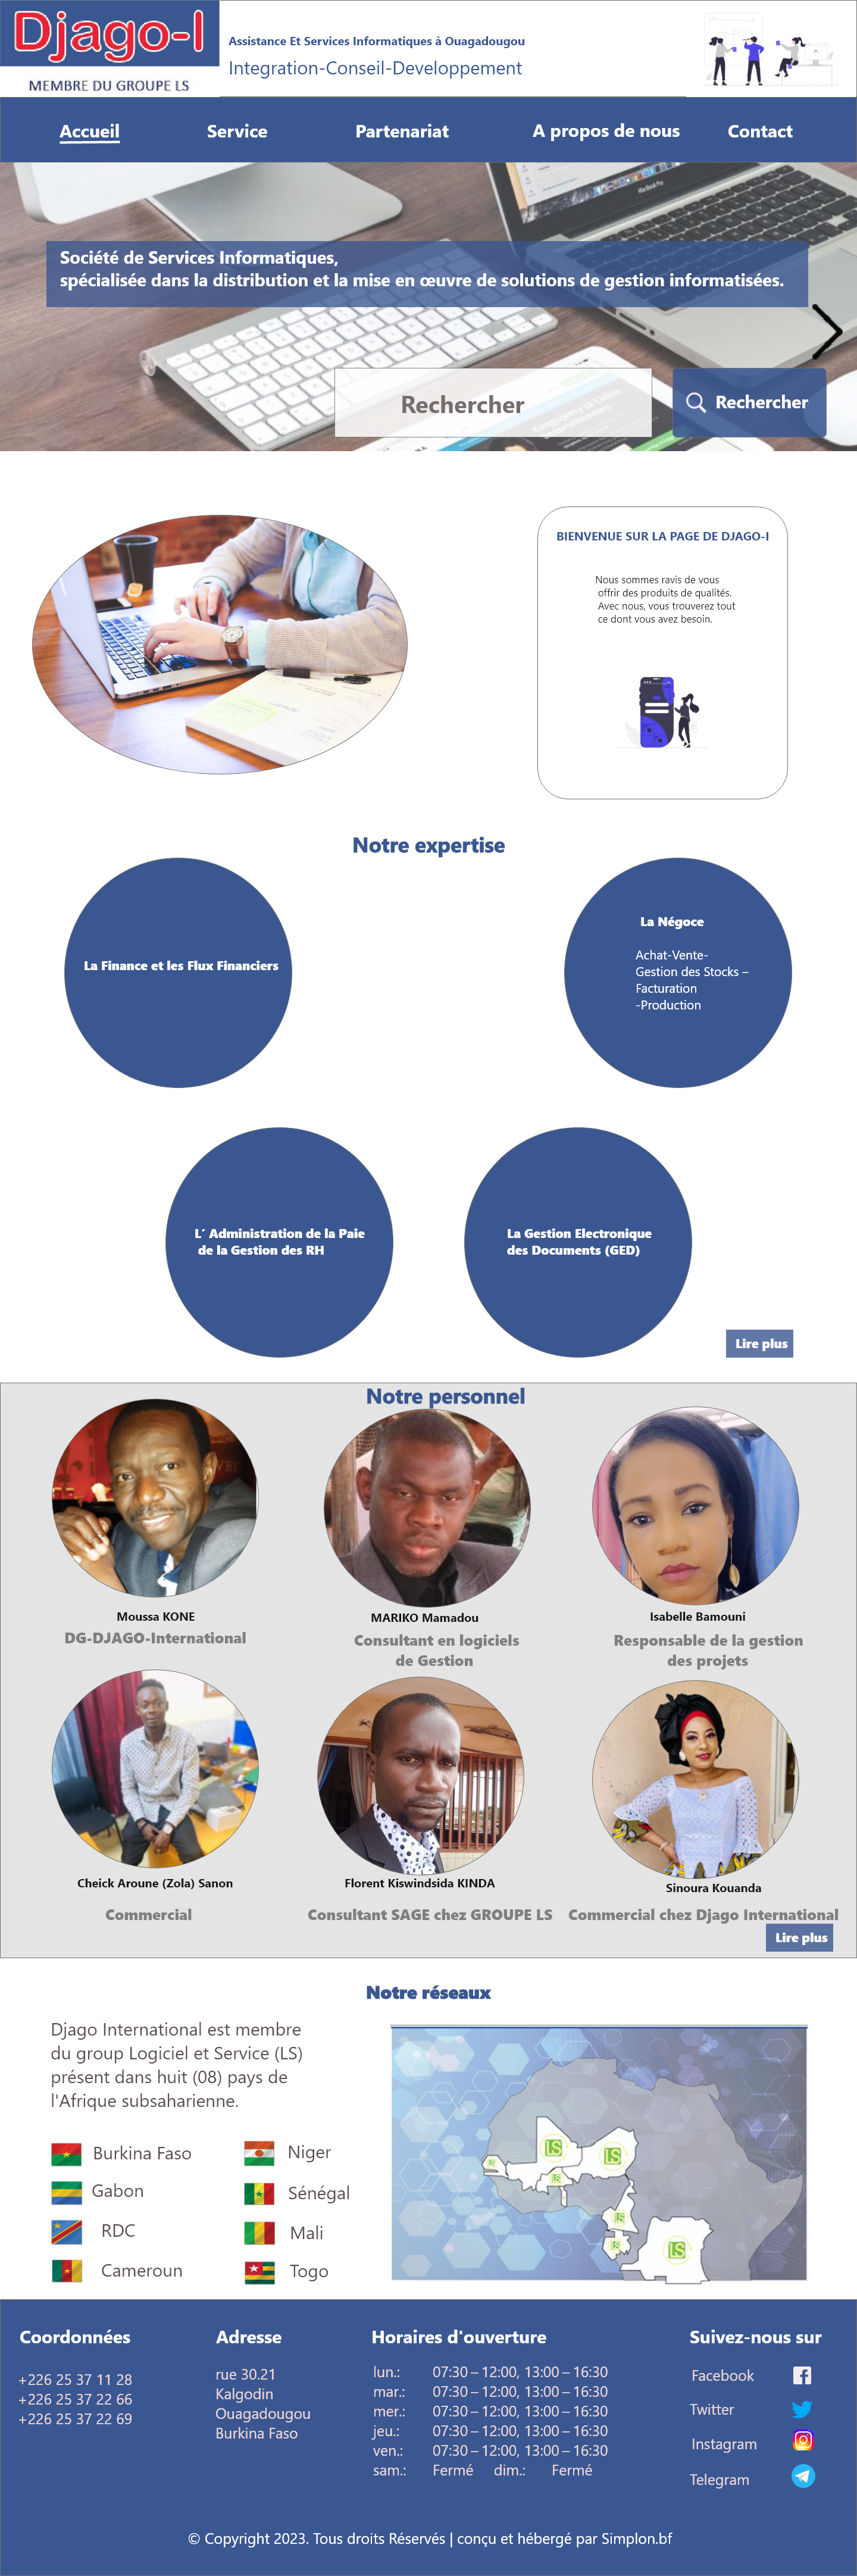 Djago-I
MEMBRE DU GROUPE LS
Assistance Et Services Informatiques à Ouagadougou
Integration-Conseil-Developpement
Accueil
Service
Partenariat
A propos de nous
Contact
MacBook Pro
Société de Services Informatiques,
spécialisée dans la distribution et la mise en œuvre de solutions de gestion informatisées.
Rechercher
Rechercher
BIENVENUE SUR LA PAGE DE DJAGO-I
Nous sommes ravis de vous
offrir des produits de qualités.
Avec nous, vous trouverez tout
ce dont vous avez besoin.
Notre expertise
La Finance et les Flux Financiers
La Négoce
Achat-Vente-
Gestion des Stocks –
Facturation
-Production
L’ Administration de la Paie
de la Gestion des RH
La Gestion Electronique
des Documents (GED)
Lire plus
Notre personnel
Moussa KONE
DG-DJAGO-International
MARIKO Mamadou
Consultant en logiciels
de Gestion
Isabelle Bamouni
Responsable de la gestion
des projets
Cheick Aroune (Zola) Sanon
Commercial
Florent Kiswindsida KINDA
Consultant SAGE chez GROUPE LS
Sinoura Kouanda
Commercial chez Djago International
Lire plus
Notre réseaux
Djago International est membre
du group Logiciel et Service (LS)
présent dans huit (08) pays de
l'Afrique subsaharienne.
Burkina Faso
Niger
Gabon
Sénégal
RDC
Mali
Cameroun
Togo
LS
LS
LS
LS
LS
LS
LS
Coordonnées
+226 25 37 11 28
+226 25 37 22 66
+226 25 37 22 69
Adresse
rue 30.21
Kalgodin
Ouagadougou
Burkina Faso
Horaires d'ouverture
lun.: 07:30 – 12:00, 13:00 – 16:30
mar.: 07:30 – 12:00, 13:00 – 16:30
mer.: 07:30 – 12:00, 13:00 – 16:30
jeu.: 07:30 – 12:00, 13:00 – 16:30
ven.: 07:30 – 12:00, 13:00 – 16:30
sam.: Fermé dim.: Fermé
Suivez-nous sur
Facebook
Twitter
Instagram
Telegram
© Copyright 2023. Tous droits Réservés | conçu et hébergé par Simplon.bf